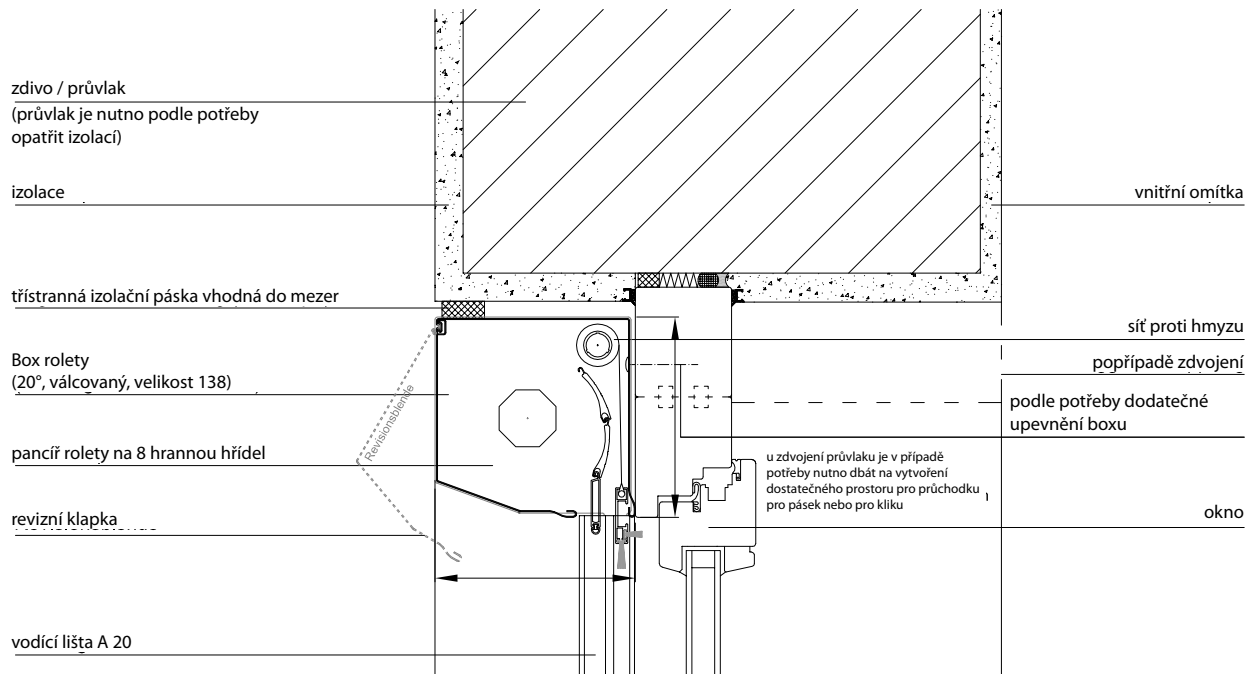 zdivo / průvlak
(průvlak je nutno podle potřeby
opatřit izolací)
izolace
třístranná izolační páska vhodná do mezer
Box rolety
(20°, válcovaný, velikost 138)
pancíř rolety na 8 hrannou hřídel
revizní klapka
vodící lišta A 20
Revisionsblende
vnitřní omítka
síť proti hmyzu
popřípadě zdvojení
podle potřeby dodatečné
upevnění boxu
u zdvojení průvlaku je v případě
potřeby nutno dbát na vytvoření
dostatečného prostoru pro průchodku
pro pásek nebo pro kliku
okno